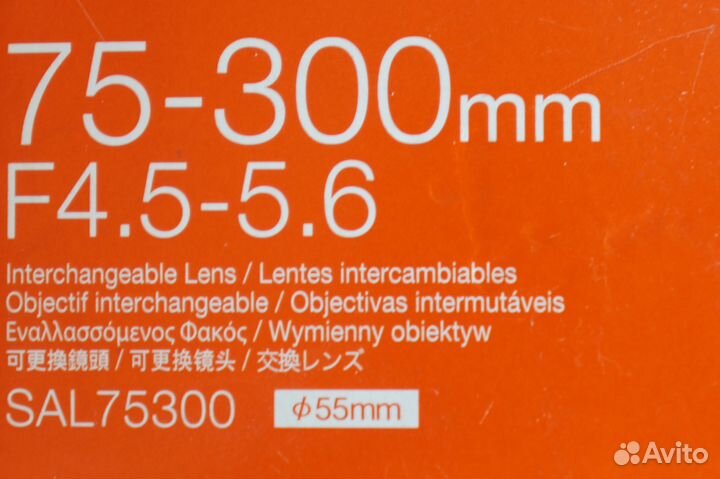 75-300mm
F4.5-5.6
Interchangeable Lens / Lentes intercambiables
Objectif interchangeable / Objectivas intermutáveis
Εναλλασσόμενος Φακός / Wymienny obiektyw
可更換鏡頭 / 可更换镜头 / 交換レンズ
SAL75300 ϕ55mm
Avito